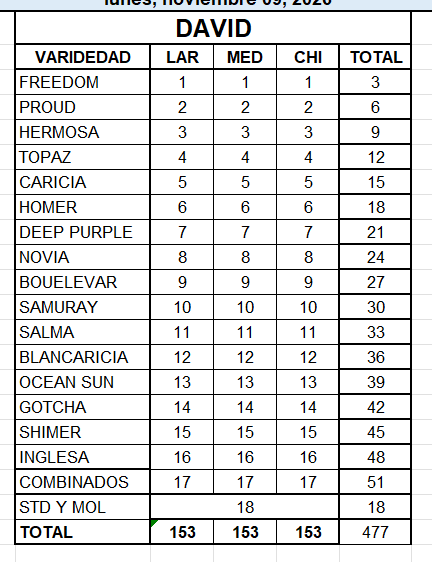 lunes, noviembre 09, 2020
DAVID
VARIDEDAD LAR MED CHI TOTAL
FREEDOM 1 1 1 3
PROUD 2 2 2 6
HERMOSA 3 3 3 9
TOPAZ 4 4 4 12
CARICIA 5 5 5 15
HOMER 6 6 6 18
DEEP PURPLE 7 7 7 21
NOVIA 8 8 8 24
BOUELEVAR 9 9 9 27
SAMURAY 10 10 10 30
SALMA 11 11 11 33
BLANCARICIA 12 12 12 36
OCEAN SUN 13 13 13 39
GOTCHA 14 14 14 42
SHIMER 15 15 15 45
INGLESA 16 16 16 48
COMBINADOS 17 17 17 51
STD Y MOL 18 18
TOTAL 153 153 153 477